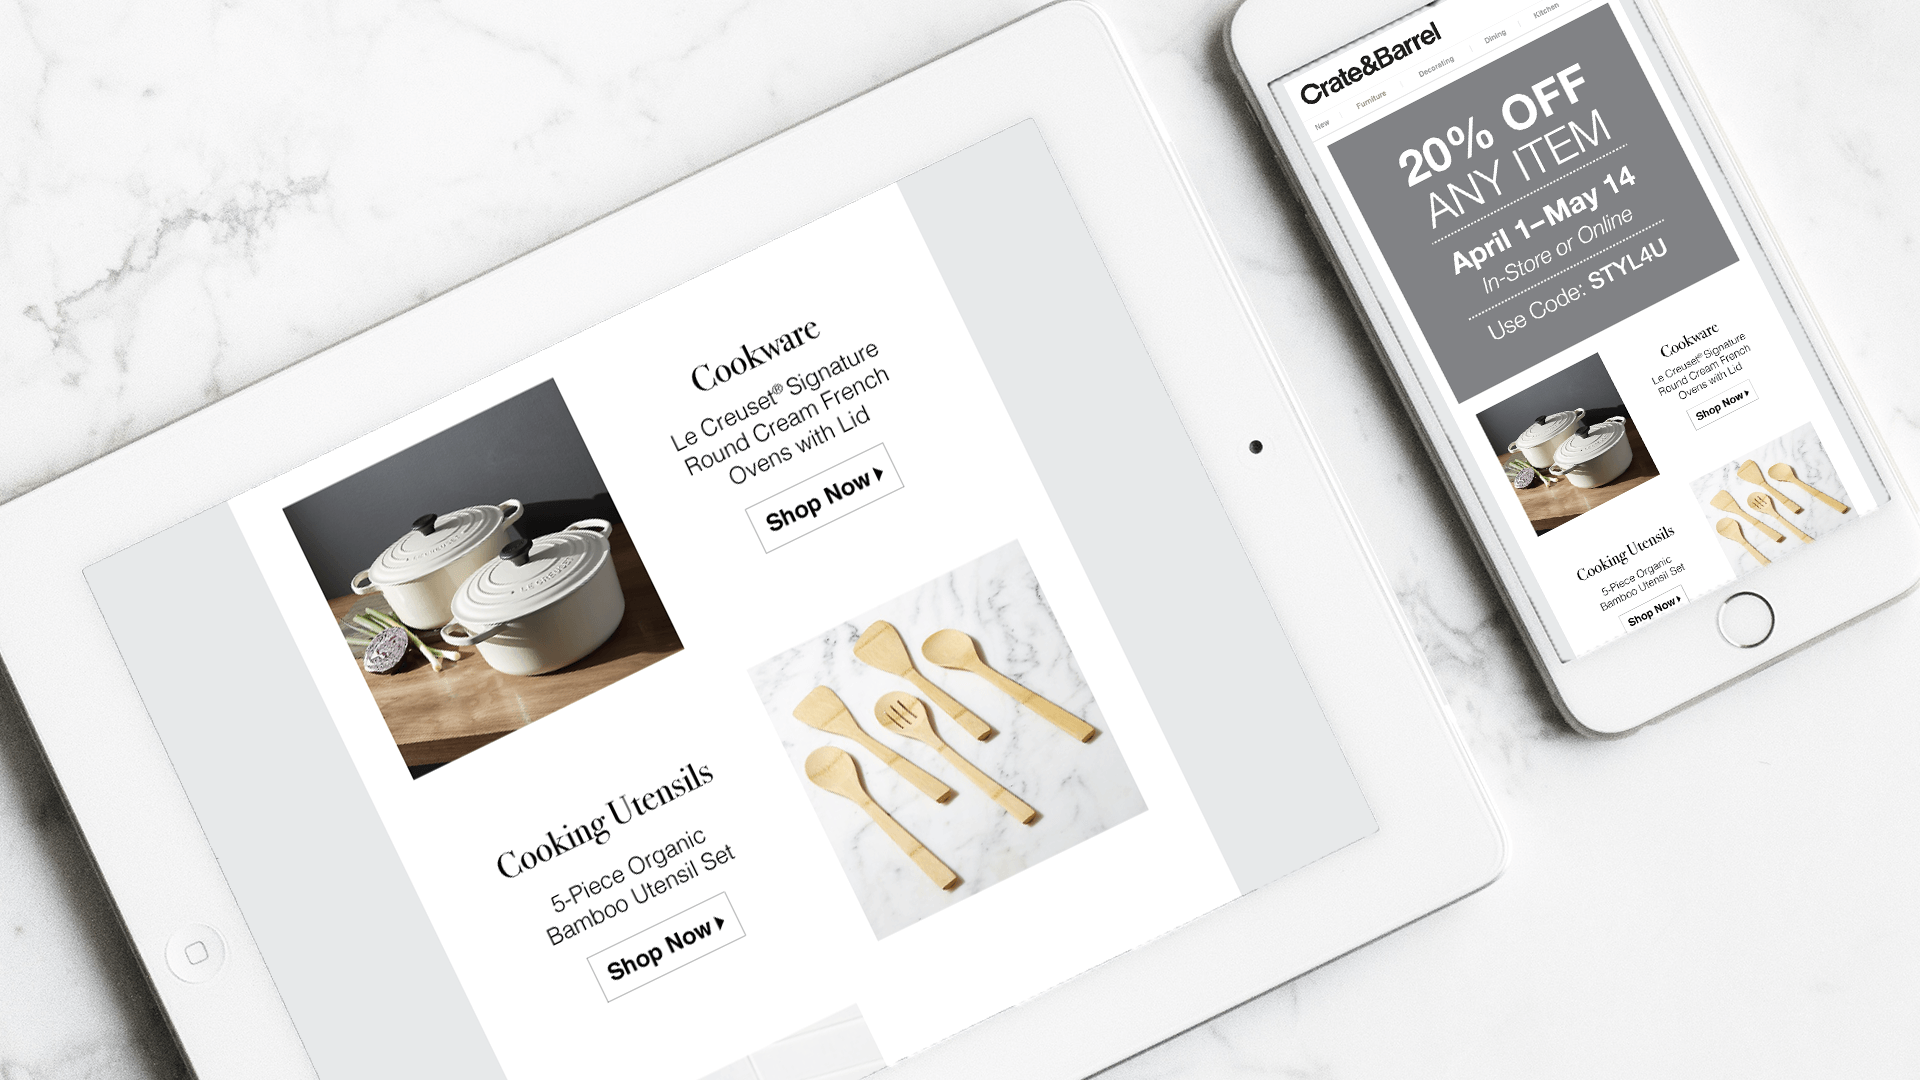 Cookware
Le Creuset® Signature
Round Cream French
Ovens with Lid
Shop Now
Cooking Utensils
5-Piece Organic
Bamboo Utensil Set
Shop Now
Crate&Barrel
New Furniture Decorating Dining Kitchen
20% OFF
ANY ITEM
April 1–May 14
In-Store or Online
Use Code: STYL4U
Cookware
Le Creuset® Signature
Round Cream French
Ovens with Lid
Shop Now
Cooking Utensils
5-Piece Organic
Bamboo Utensil Set
Shop Now